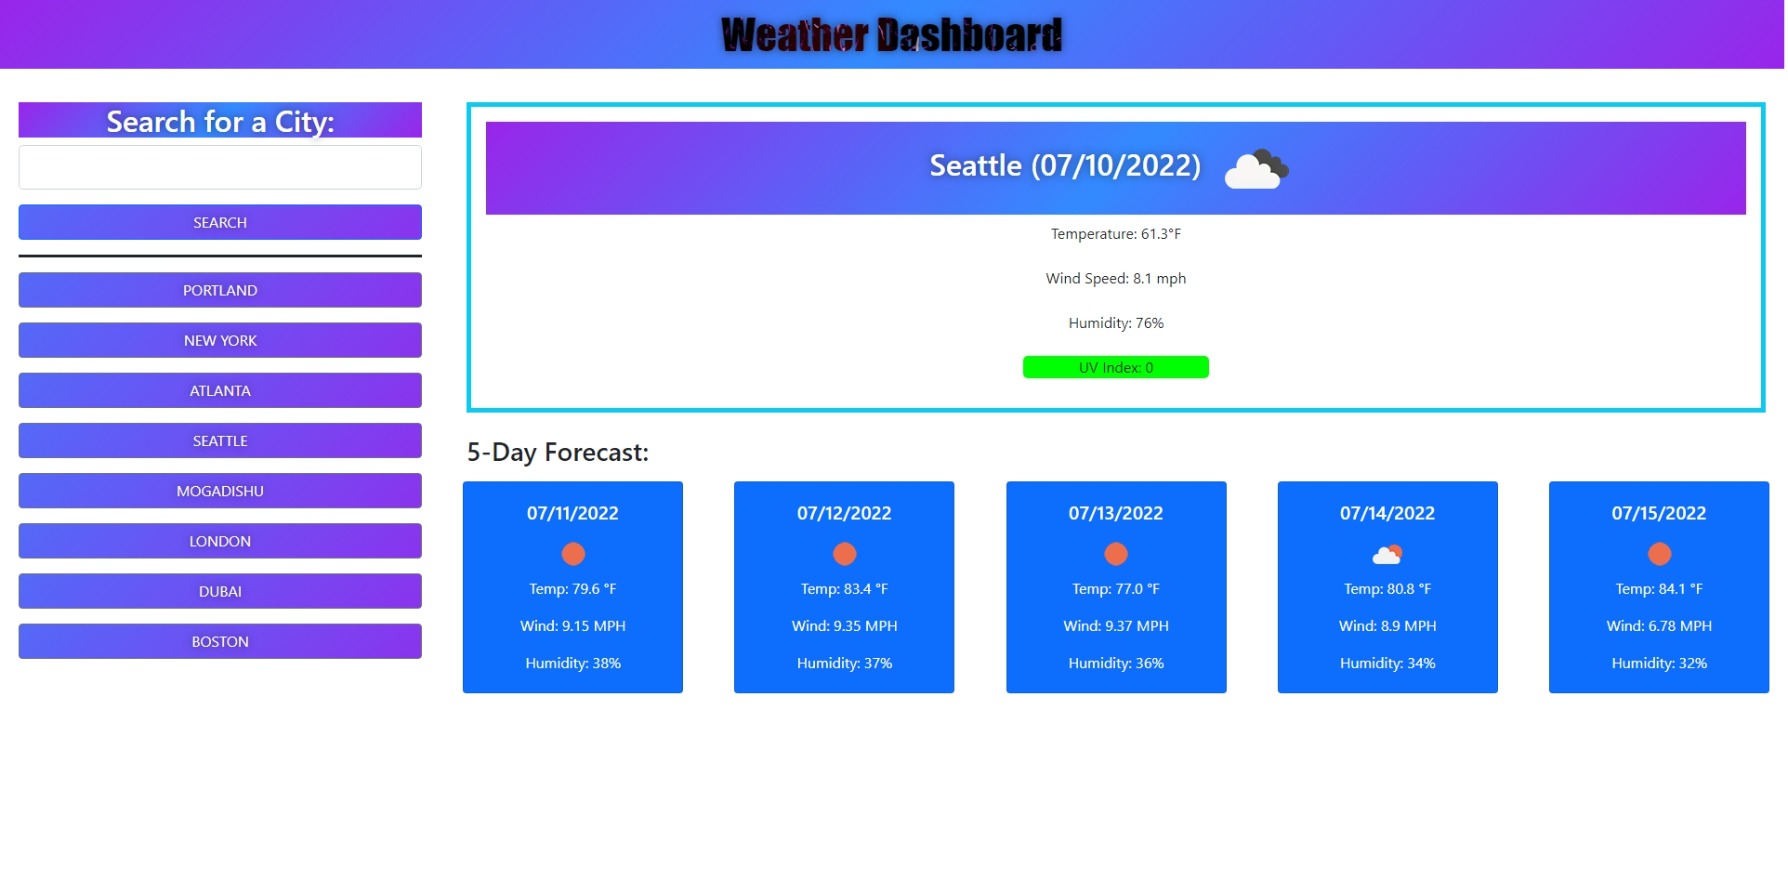 Weather Dashboard
Search for a City:
SEARCH
PORTLAND
NEW YORK
ATLANTA
SEATTLE
MOGADISHU
LONDON
DUBAI
BOSTON
Seattle (07/10/2022)
Temperature: 61.3°F
Wind Speed: 8.1 mph
Humidity: 76%
UV Index: 0
5-Day Forecast:
07/11/2022
Temp: 79.6 °F
Wind: 9.15 MPH
Humidity: 38%
07/12/2022
Temp: 83.4 °F
Wind: 9.35 MPH
Humidity: 37%
07/13/2022
Temp: 77.0 °F
Wind: 9.37 MPH
Humidity: 36%
07/14/2022
Temp: 80.8 °F
Wind: 8.9 MPH
Humidity: 34%
07/15/2022
Temp: 84.1 °F
Wind: 6.78 MPH
Humidity: 32%